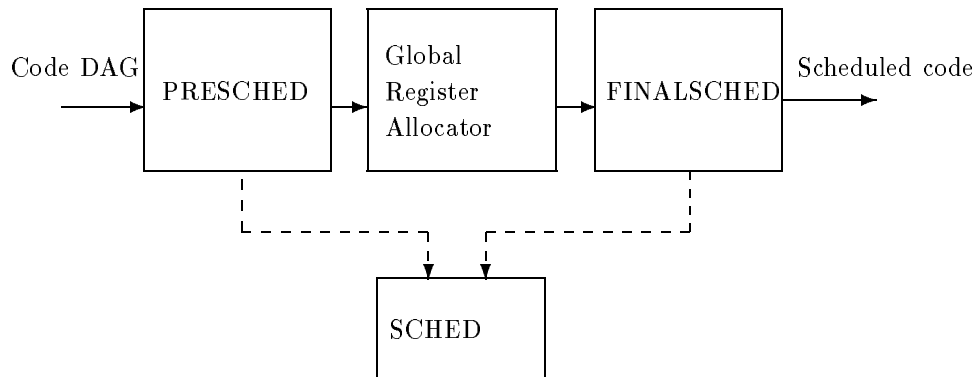 Code DAG
PRESCHED
Global
Register
Allocator
FINALSCHED
Scheduled code
SCHED